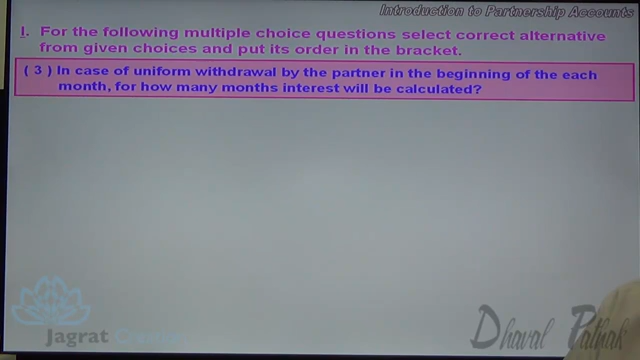 Introduction to Partnership Accounts
I. For the following multiple choice questions select correct alternative
from given choices and put its order in the bracket.
( 3 ) In case of uniform withdrawal by the partner in the beginning of the each
month, for how many months interest will be calculated?
Jagrat
Dhaval Pathak